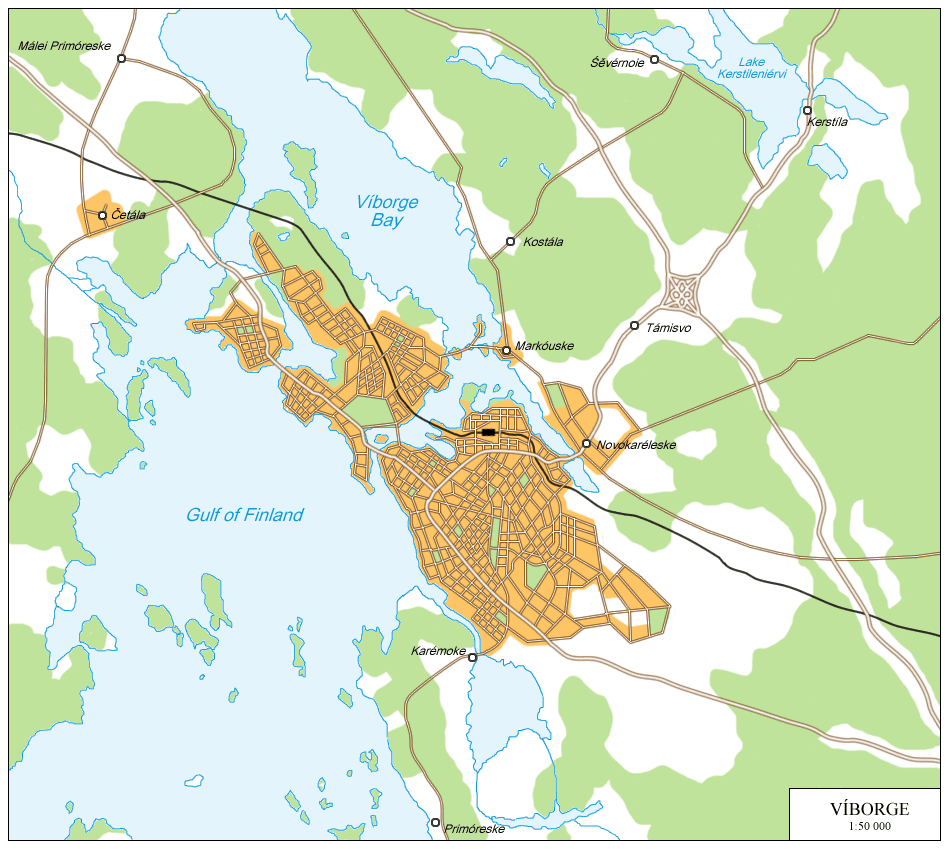 Málei Primóreske
Šêvérnoie
Lake
Kerstileniérvi
Kerstíla
Četála
Víborge
Bay
Kostála
Támisvo
Markóuske
Novokaréleske
Gulf of Finland
Karémoke
Primóreske
VÍBORGE
1:50 000